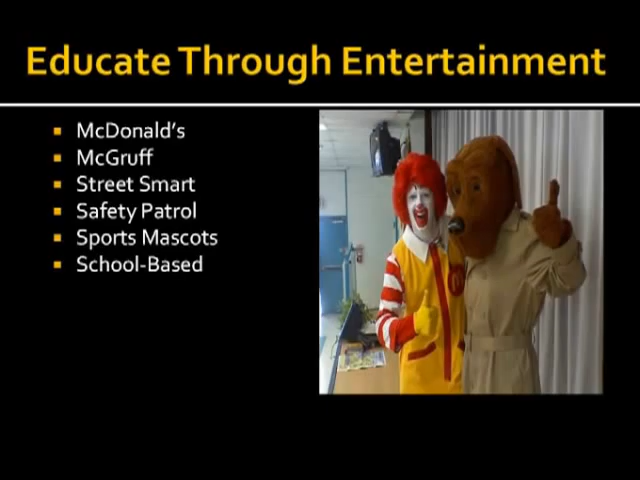 Educate Through Entertainment
McDonald's
McGruff
Street Smart
Safety Patrol
Sports Mascots
School-Based